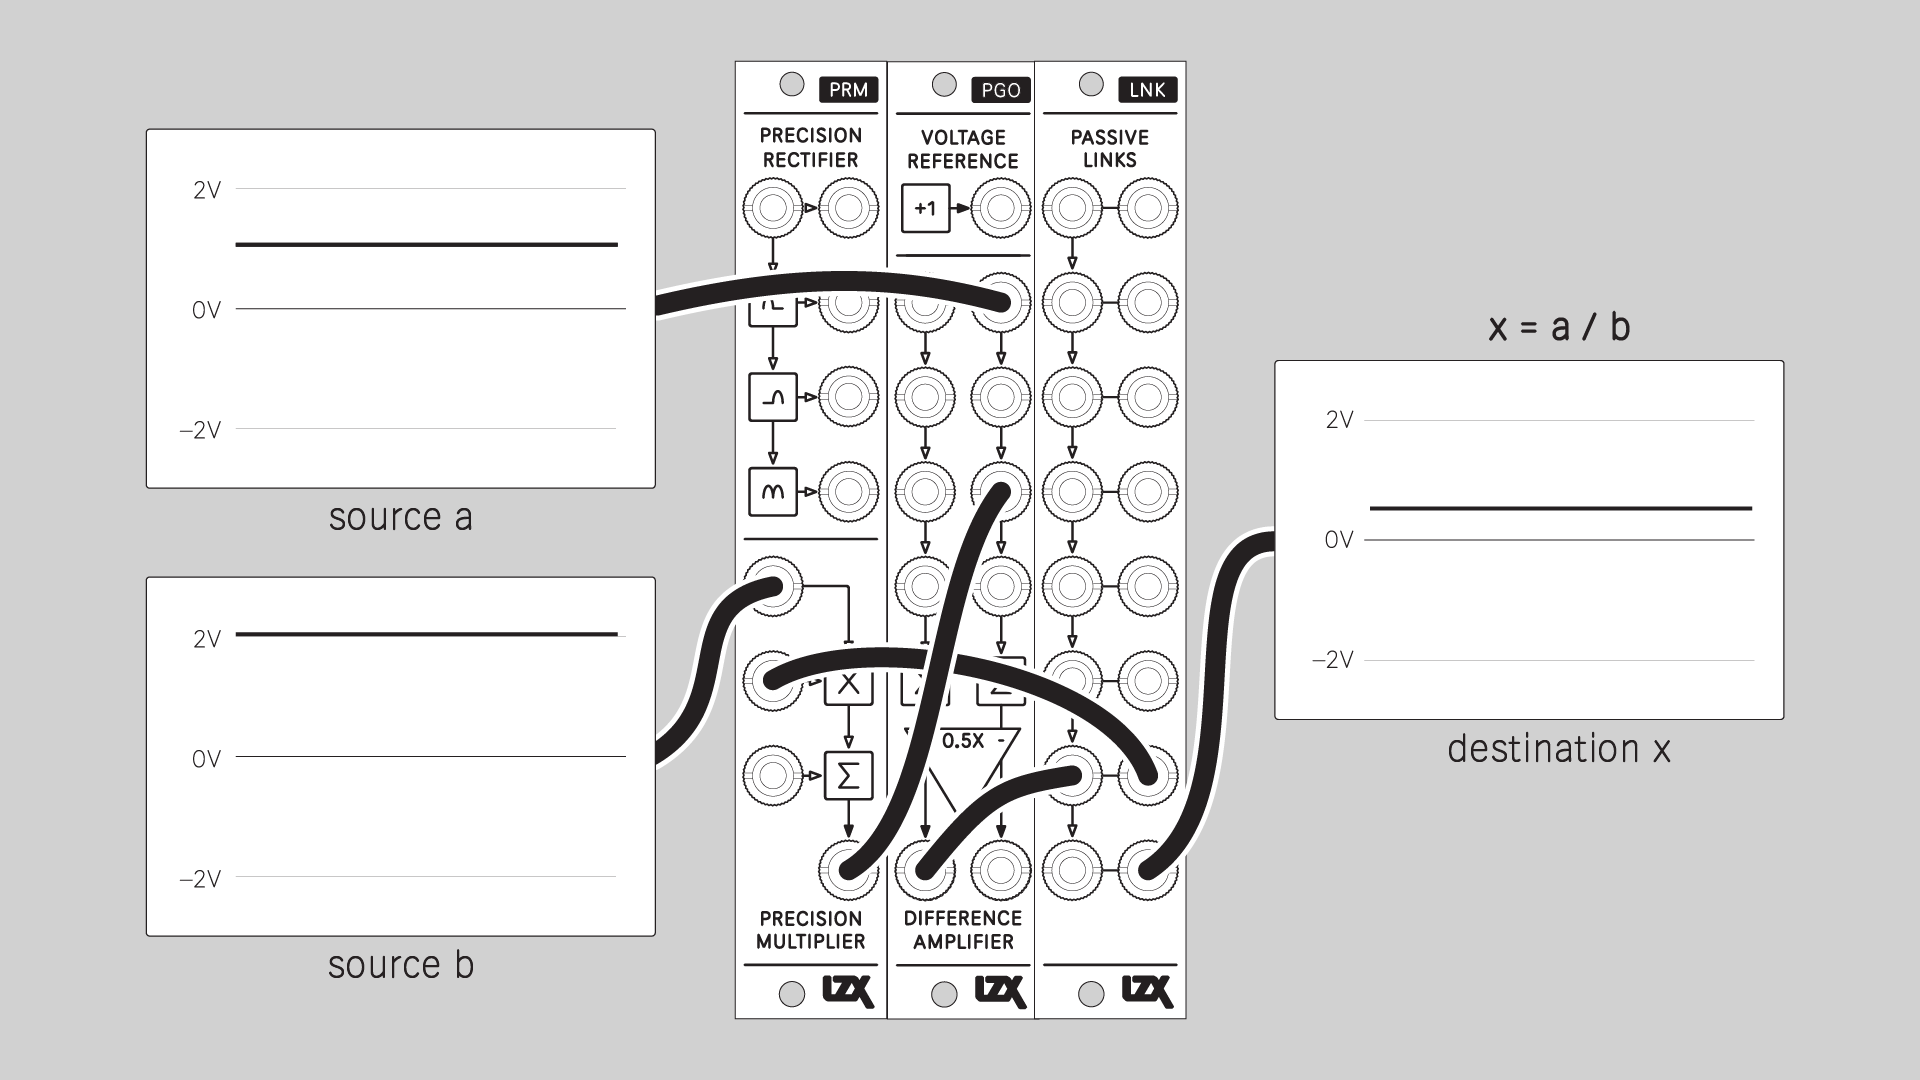 2V
0V
−2V
source a
2V
0V
−2V
source b
PRM
PRECISION
RECTIFIER
X
Σ
PRECISION
MULTIPLIER
LZX
PGO
VOLTAGE
REFERENCE
+1
0.5X -
DIFFERENCE
AMPLIFIER
LZX
LNK
PASSIVE
LINKS
LZX
x = a / b
2V
0V
−2V
destination x